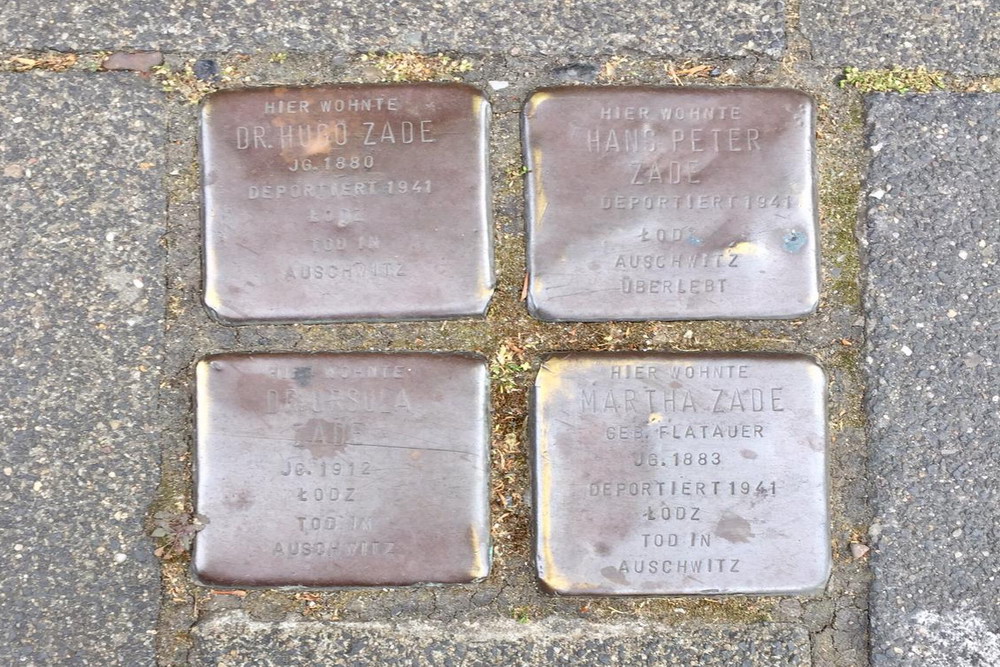 HIER WOHNTE
DR. HUGO ZADE
JG. 1880
DEPORTIERT 1941
ŁODZ
TOD IN
AUSCHWITZ
HIER WOHNTE
HANS PETER
ZADE
DEPORTIERT 1941
ŁODZ
AUSCHWITZ
ÜBERLEBT
HIER WOHNTE
DR. URSULA
ZADE
JG. 1912
ŁODZ
TOD IN
AUSCHWITZ
HIER WOHNTE
MARTHA ZADE
GEB. FLATAUER
JG. 1883
DEPORTIERT 1941
ŁODZ
TOD IN
AUSCHWITZ